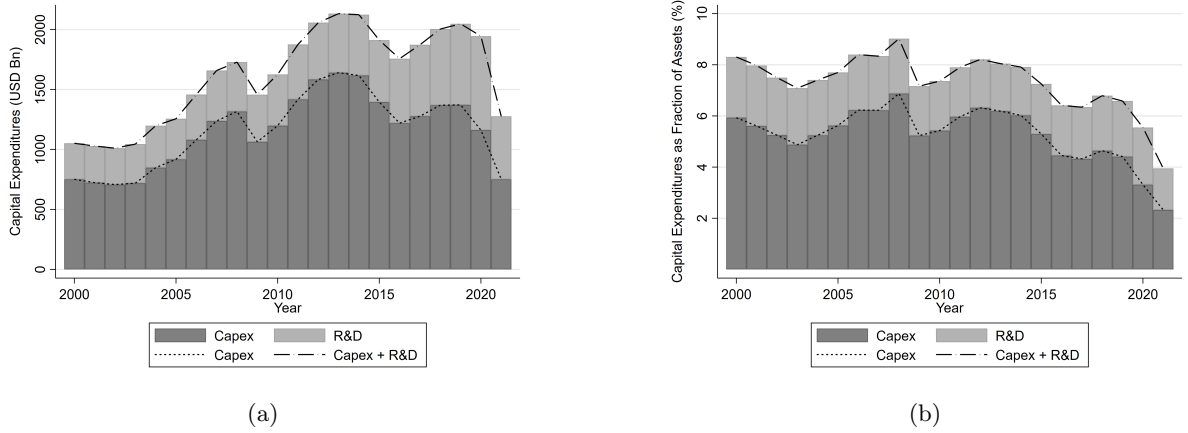 Capital Expenditures (USD Bn)
2000
1500
1000
500
0
2000 2005 2010 2015 2020
Year
Capex R&D
Capex Capex + R&D
(a)
Capital Expenditures as Fraction of Assets (%)
10
8
6
4
2
2000 2005 2010 2015 2020
Year
Capex R&D
Capex Capex + R&D
(b)